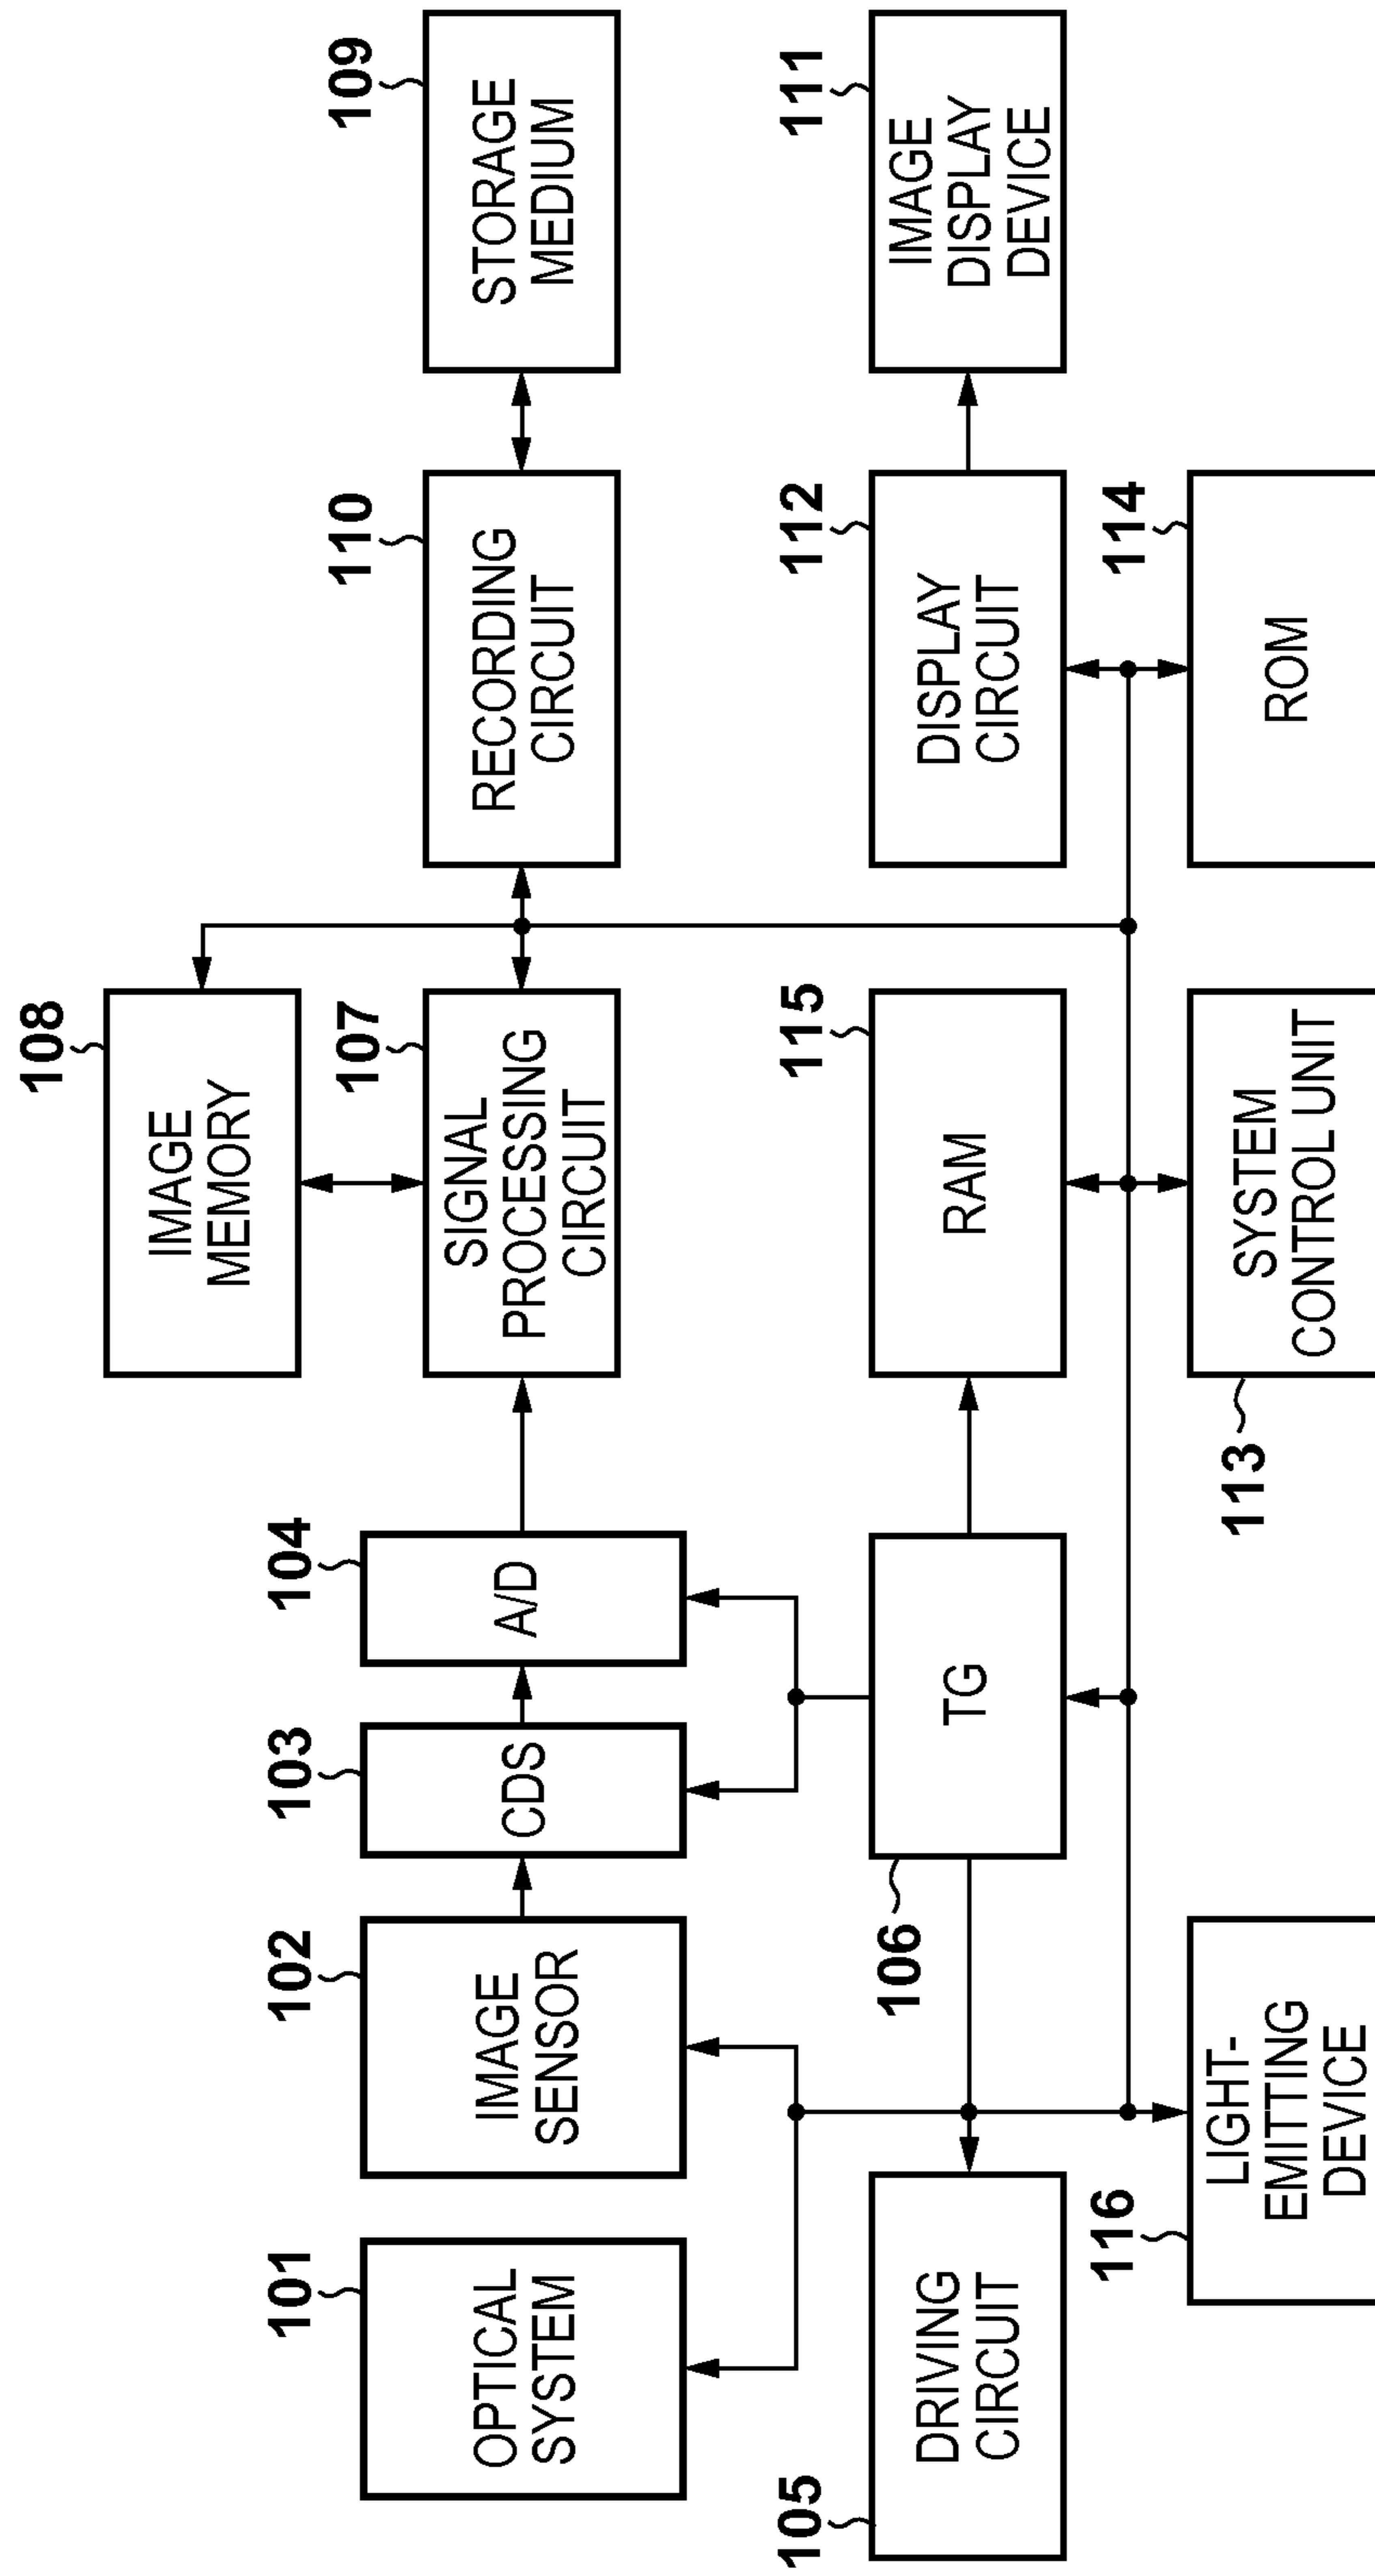 108
IMAGE
MEMORY
101
OPTICAL
SYSTEM
102
IMAGE
SENSOR
103
CDS
104
A/D
107
SIGNAL
PROCESSING
CIRCUIT
110
RECORDING
CIRCUIT
109
STORAGE
MEDIUM
105
DRIVING
CIRCUIT
106
TG
115
RAM
112
DISPLAY
CIRCUIT
111
IMAGE
DISPLAY
DEVICE
116
LIGHT-
EMITTING
DEVICE
113
SYSTEM
CONTROL UNIT
114
ROM